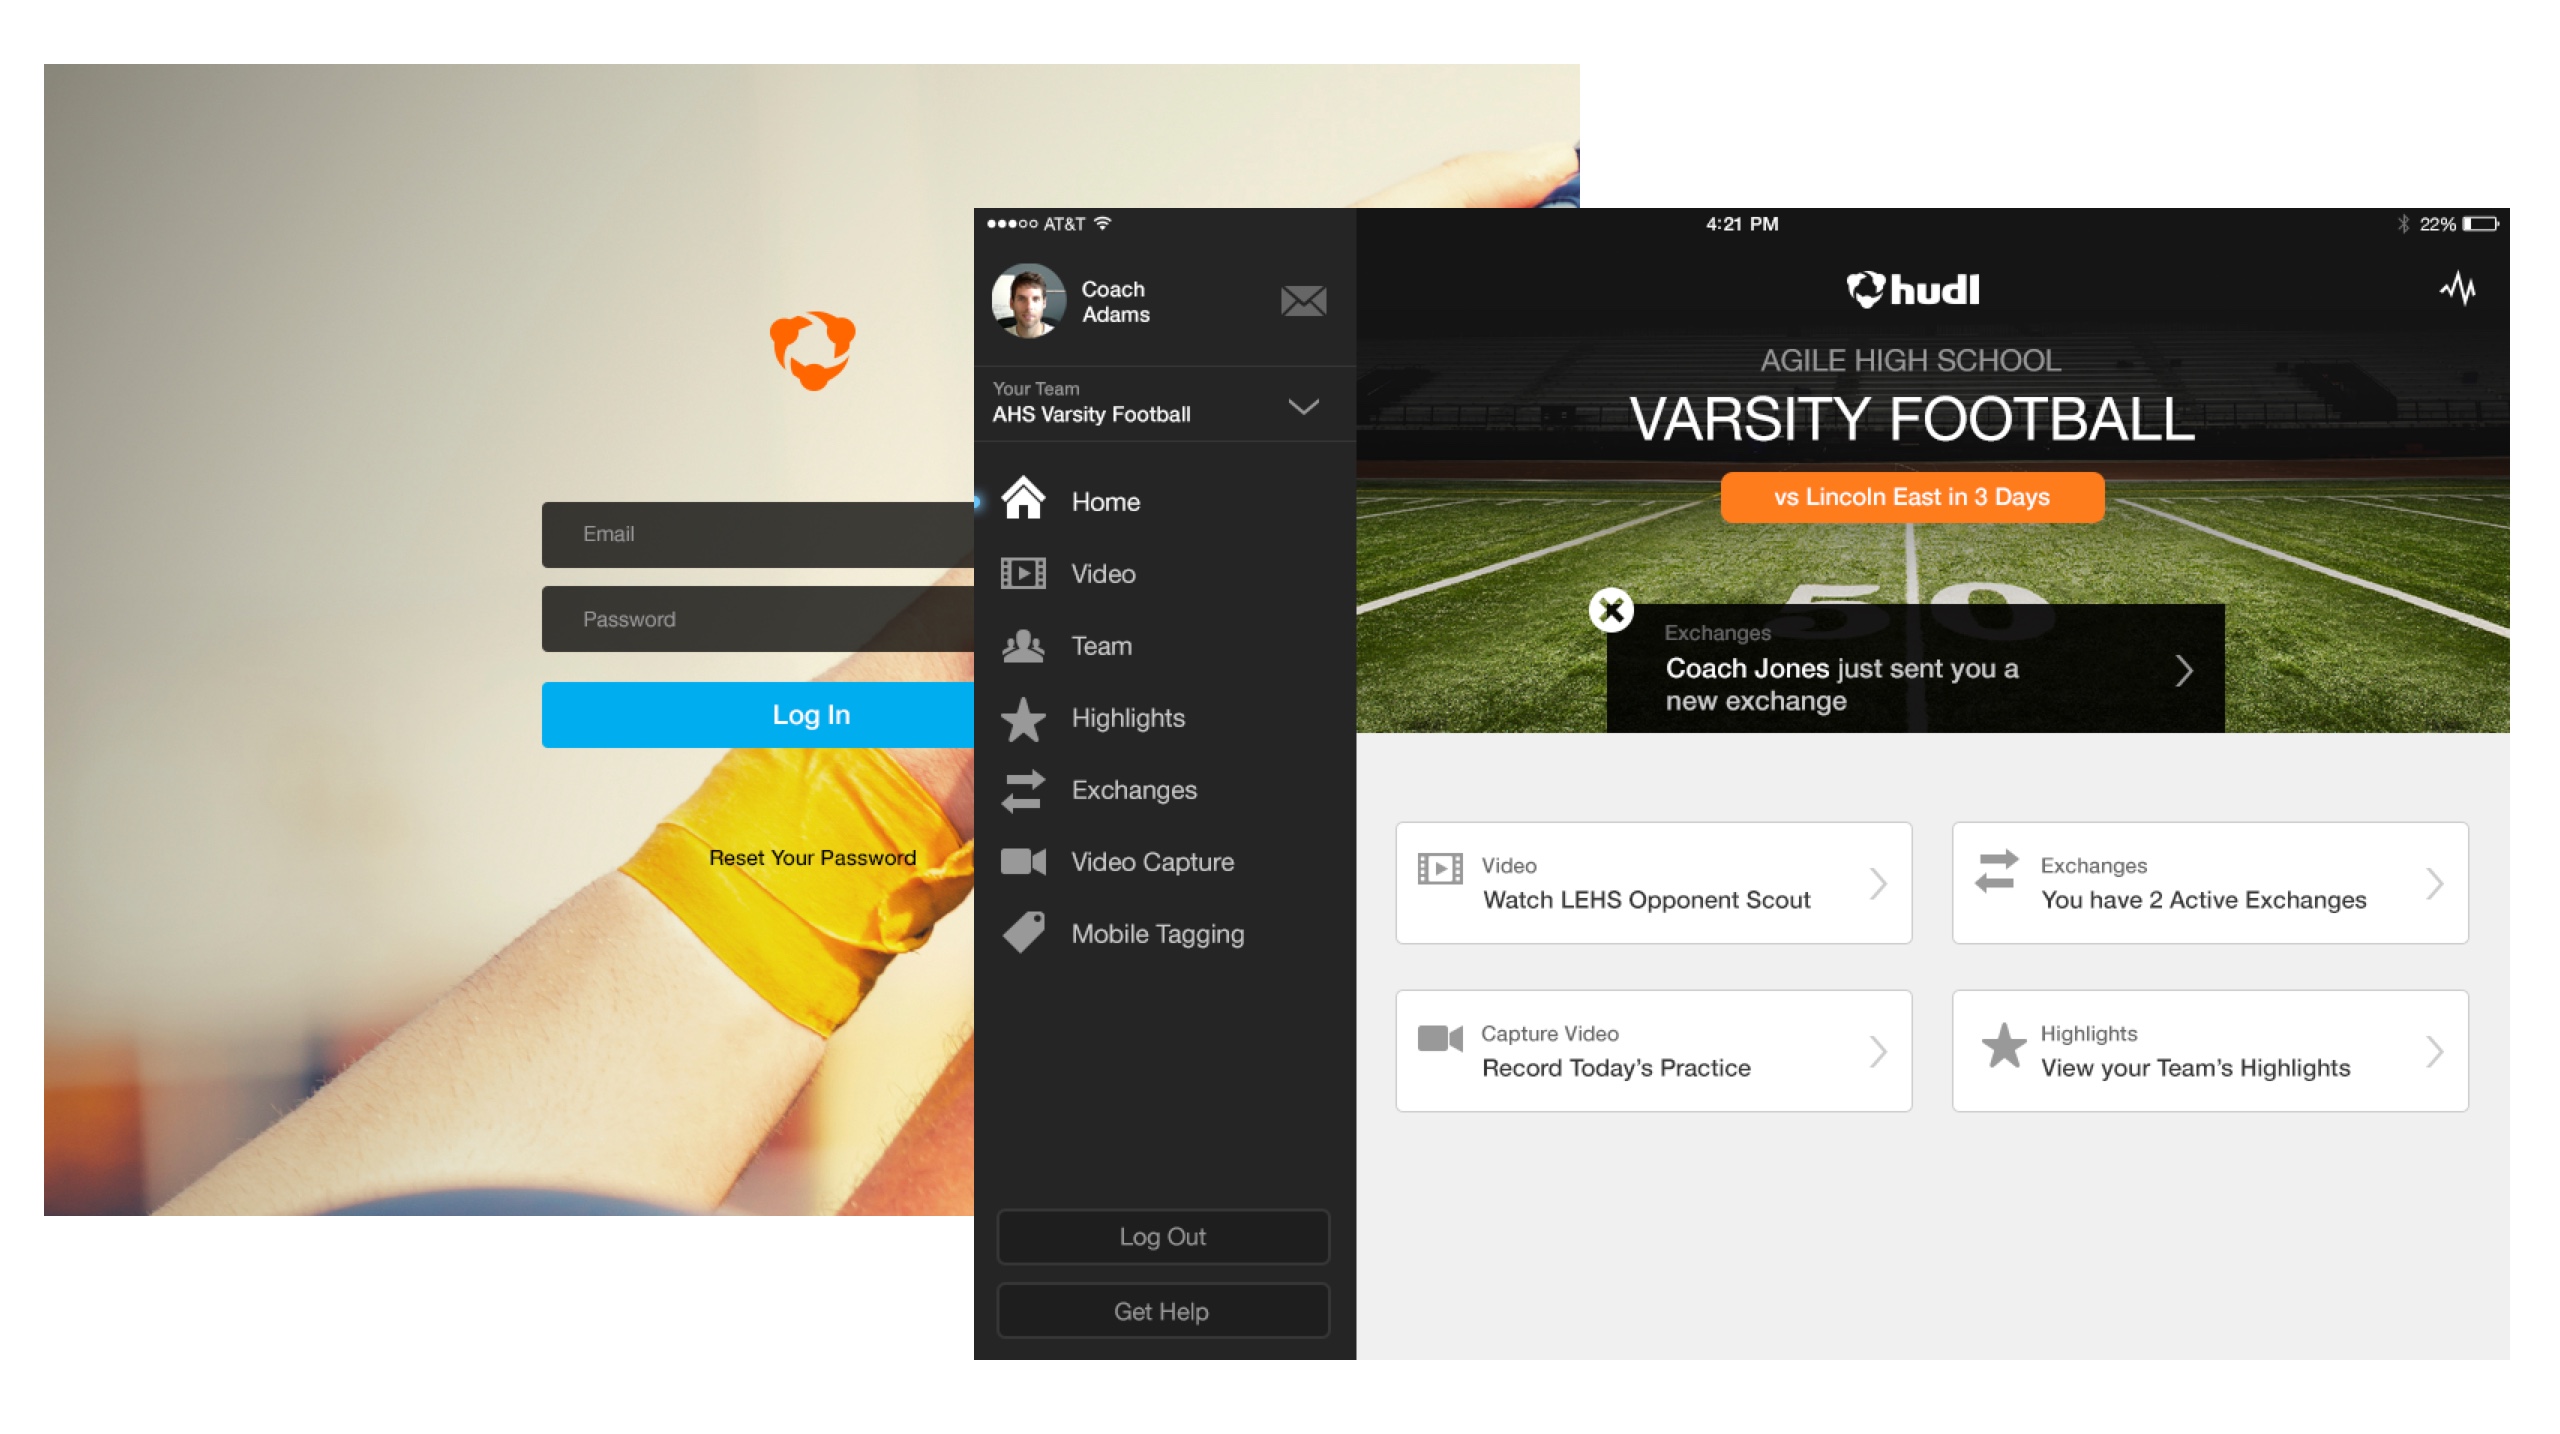 Email
Password
Log In
Reset Your Password
AT&T
4:21 PM
22%
Coach
Adams
Your Team
AHS Varsity Football
Home
Video
Team
Highlights
Exchanges
Video Capture
Mobile Tagging
Log Out
Get Help
hudl
AGILE HIGH SCHOOL
VARSITY FOOTBALL
vs Lincoln East in 3 Days
50
Exchanges
Coach Jones just sent you a
new exchange
Video
Watch LEHS Opponent Scout
Exchanges
You have 2 Active Exchanges
Capture Video
Record Today’s Practice
Highlights
View your Team’s Highlights